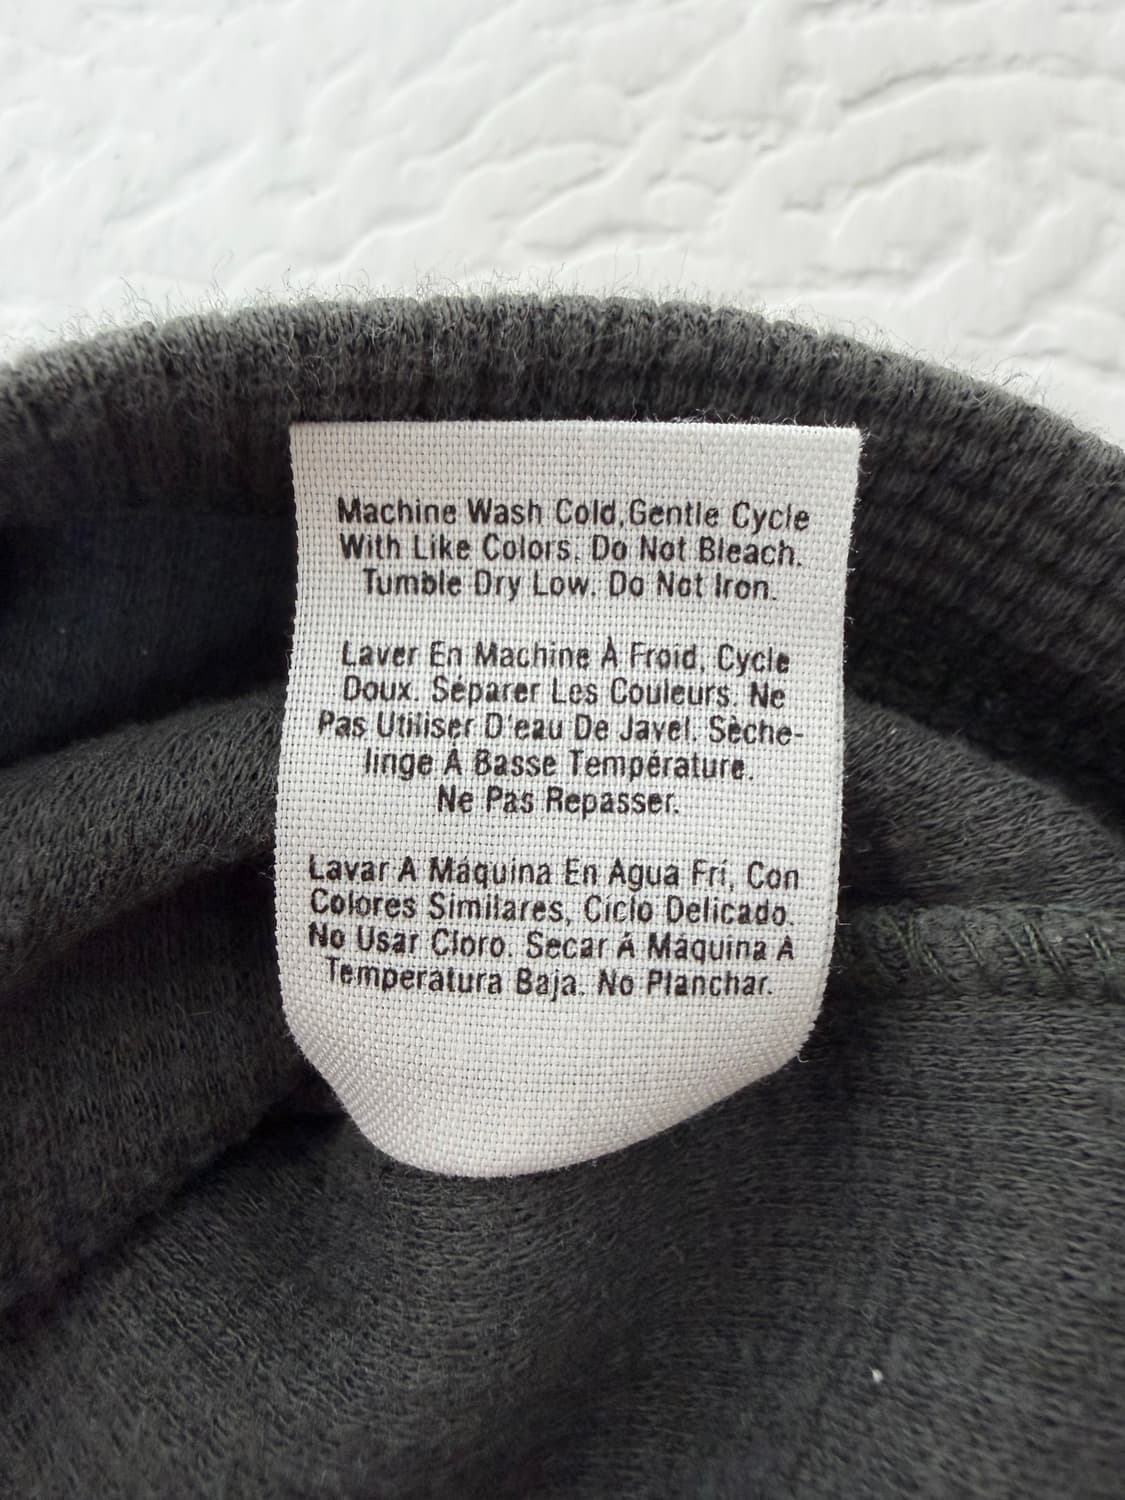 Machine Wash Cold,Gentle Cycle
With Like Colors. Do Not Bleach.
Tumble Dry Low. Do Not Iron.
Laver En Machine À Froid, Cycle
Doux. Séparer Les Couleurs. Ne
Pas Utiliser D'eau De Javel. Sèche-
linge À Basse Température.
Ne Pas Repasser.
Lavar A Máquina En Agua Frí, Con
Colores Similares, Ciclo Delicado.
No Usar Cloro. Secar Á Máquina À
Temperatura Baja. No Planchar.